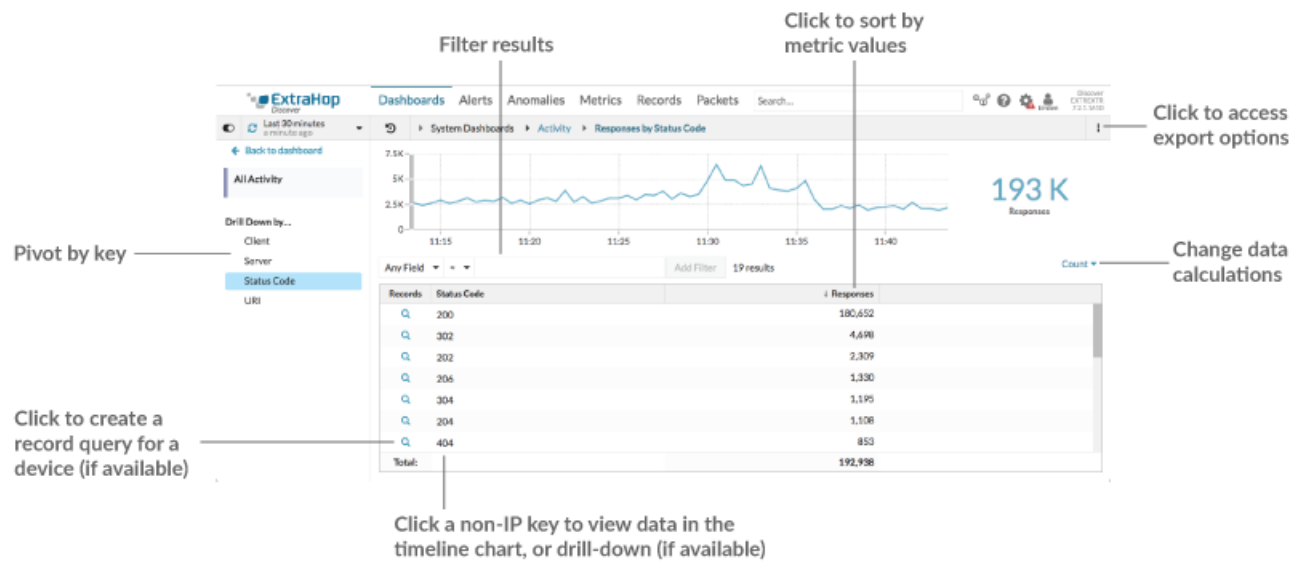 Click to sort by
metric values
Filter results
ExtraHop
Discover
Dashboards Alerts Anomalies Metrics Records Packets Search...
Discover
Last 30 minutes
a minute ago
System Dashboards Activity Responses by Status Code
Click to access
export options
Back to dashboard
All Activity
7.5K
5K
2.5K
0
11:15 11:20 11:25 11:30 11:35 11:40
193 K
Responses
Drill Down by...
Client
Server
Status Code
URI
Pivot by key
Any Field = Add Filter 19 results
Count
Change data
calculations
Records Status Code ↓ Responses
200 180,652
302 4,698
202 2,309
206 1,330
304 1,195
204 1,108
404 853
Total: 192,938
Click to create a
record query for a
device (if available)
Click a non-IP key to view data in the
timeline chart, or drill-down (if available)